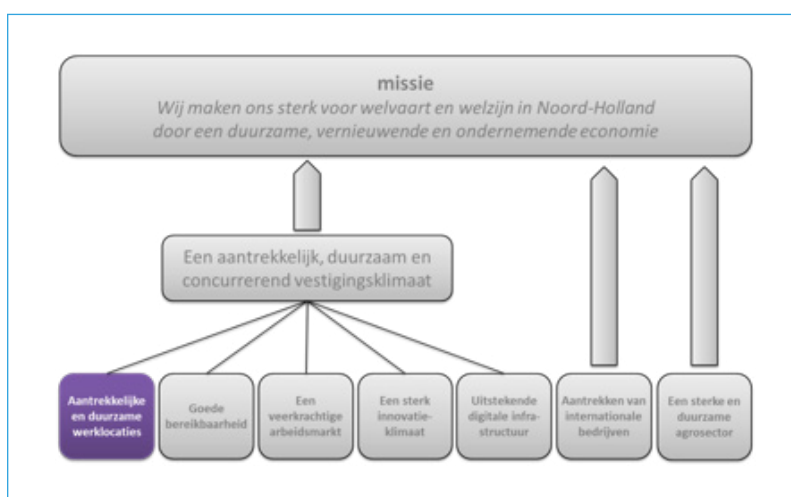 missie
Wij maken ons sterk voor welvaart en welzijn in Noord-Holland
door een duurzame, vernieuwende en ondernemende economie
Een aantrekkelijk, duurzaam en
concurrerend vestigingsklimaat
Aantrekkelijke
en duurzame
werklocaties
Goede
bereikbaarheid
Een
veerkrachtige
arbeidsmarkt
Een sterk
innovatie-
klimaat
Uitstekende
digitale infra-
structuur
Aantrekken van
internationale
bedrijven
Een sterke en
duurzame
agrosector